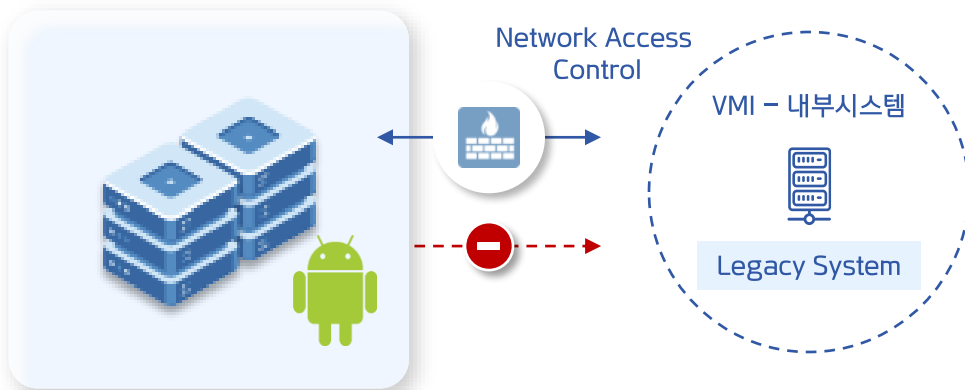 Network Access
Control
VMI – 내부시스템
Legacy System